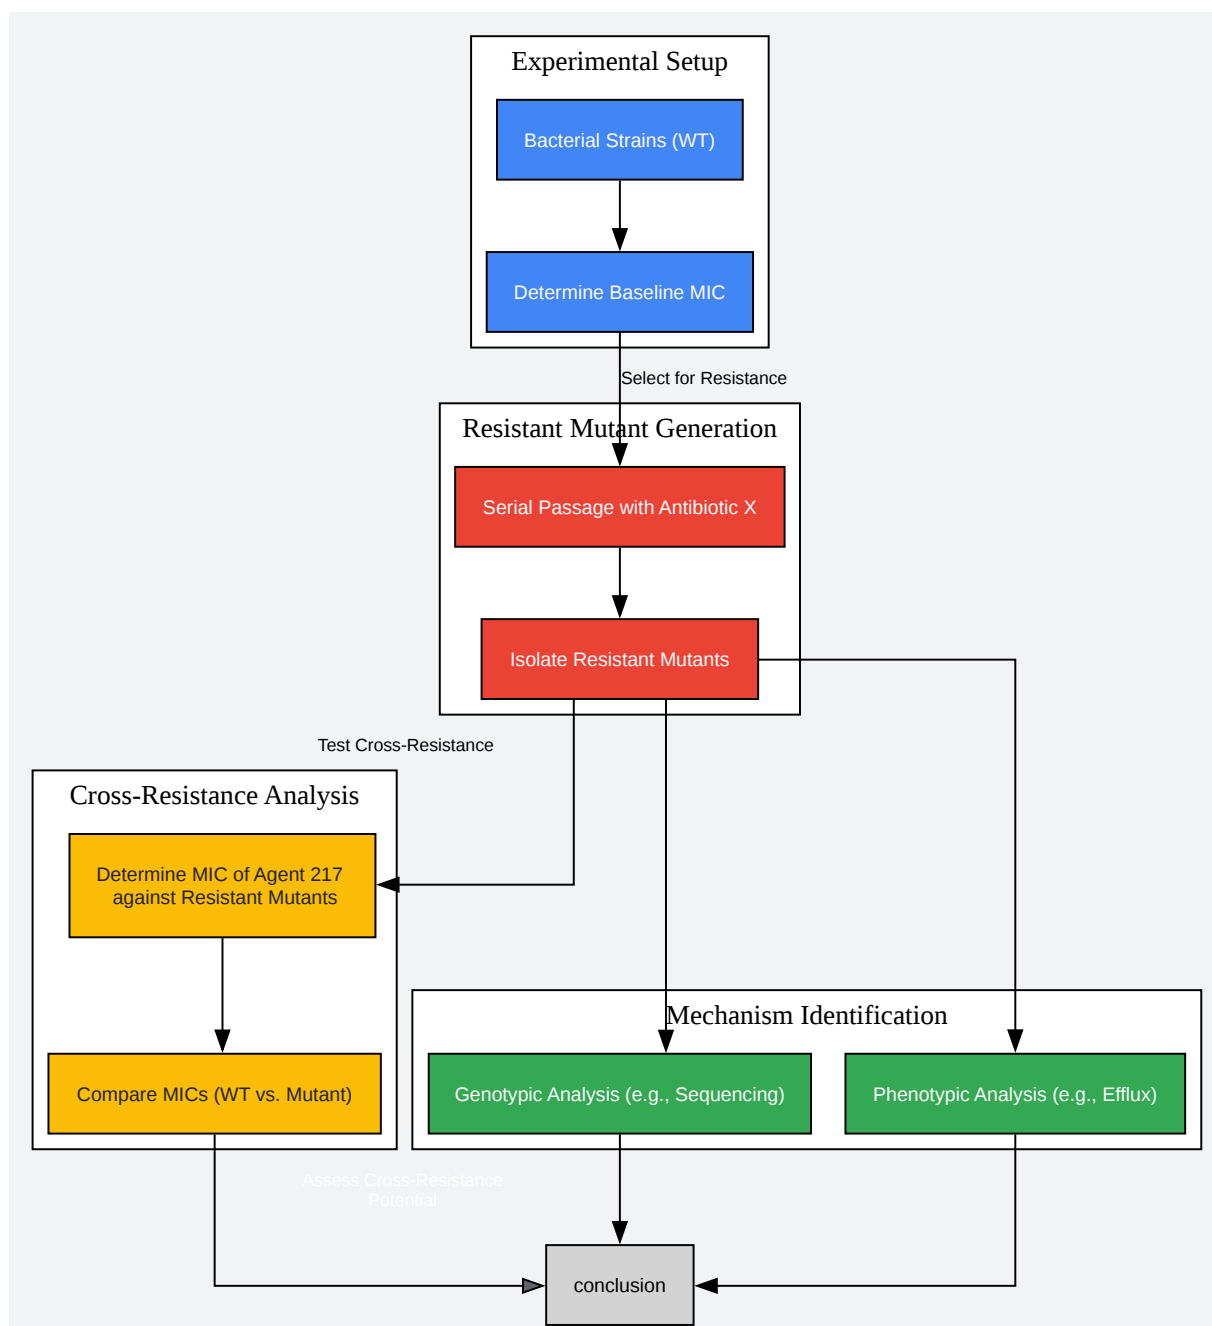 Experimental Setup
Bacterial Strains (WT)
Determine Baseline MIC
Select for Resistance
Resistant Mutant Generation
Serial Passage with Antibiotic X
Isolate Resistant Mutants
Test Cross-Resistance
Cross-Resistance Analysis
Determine MIC of Agent 217
against Resistant Mutants
Compare MICs (WT vs. Mutant)
Mechanism Identification
Genotypic Analysis (e.g., Sequencing)
Phenotypic Analysis (e.g., Efflux)
Assess Cross-Resistance
Potential
conclusion